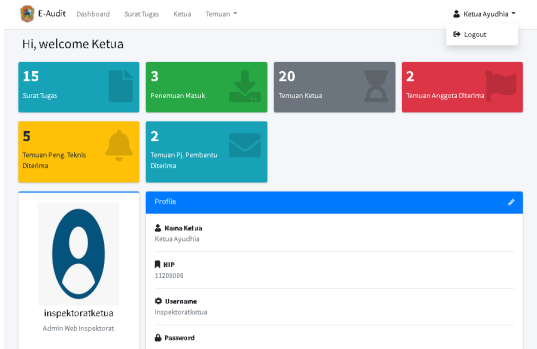 E-Audit Dashboard Surat Tugas Ketua Temuan Ketua Ayudhia
Logout
Hi, welcome Ketua
15 3 20 2
Surat Tugas Penemuan Masuk Temuan Ketua Temuan Anggota Diterima
5 2
Temuan Peng. Teknis Temuan Pj. Pembantu
Diterima Diterima
Profile
Nama Ketua
Ketua Ayudhia
NIP
11200006
Username
inspektoratketua
inspektoratketua
Admin Web Inspektorat
Password